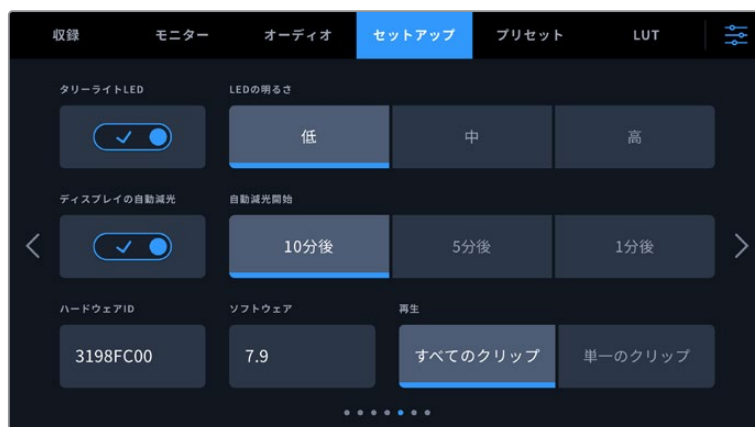 収録 モニター オーディオ セットアップ プリセット LUT
タリーライトLED LEDの明るさ
低 中 高
ディスプレイの自動減光 自動減光開始
10分後 5分後 1分後
ハードウェアID ソフトウェア 再生
3198FC00 7.9 すべてのクリップ 単一のクリップ